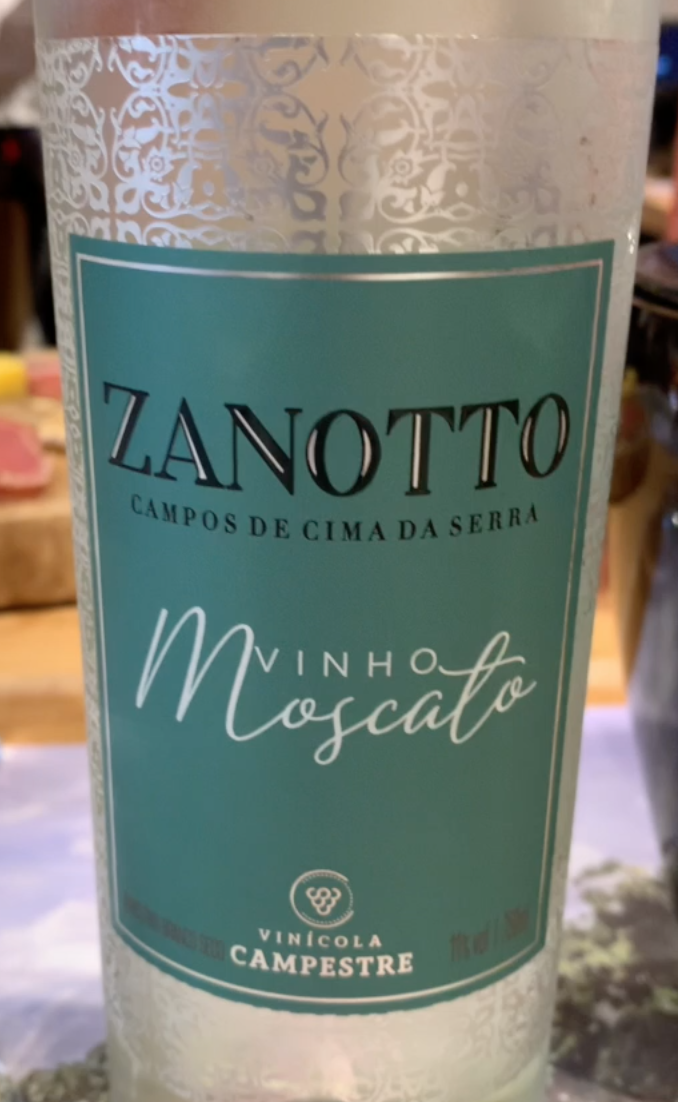 ZANOTTO
CAMPOS DE CIMA DA SERRA
VINHO
Moscato
VINÍCOLA
CAMPESTRE